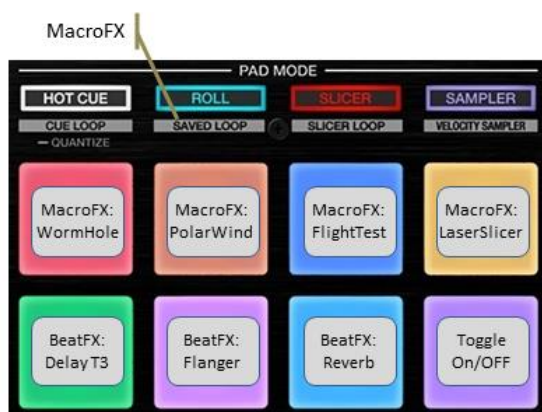 MacroFX
PAD MODE
HOT CUE ROLL SLICER SAMPLER
CUE LOOP SAVED LOOP SLICER LOOP VELOCITY SAMPLER
— QUANTIZE
MacroFX: MacroFX: MacroFX: MacroFX:
WormHole PolarWind FlightTest LaserSlicer
BeatFX: BeatFX: BeatFX: Toggle
Delay T3 Flanger Reverb On/OFF